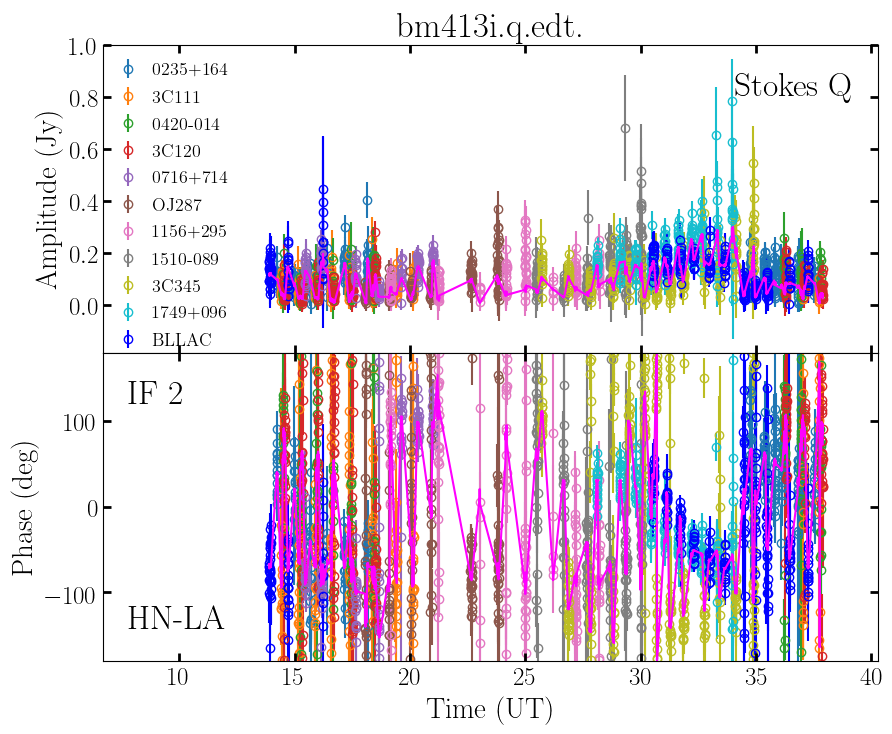 bm413i.q.edt.
1.0
0.8
0.6
0.4
0.2
0.0
Amplitude (Jy)
0235+164
3C111
0420-014
3C120
0716+714
OJ287
1156+295
1510-089
3C345
1749+096
BLLAC
Stokes Q
IF 2
HN-LA
100
0
−100
Phase (deg)
10 15 20 25 30 35 40
Time (UT)